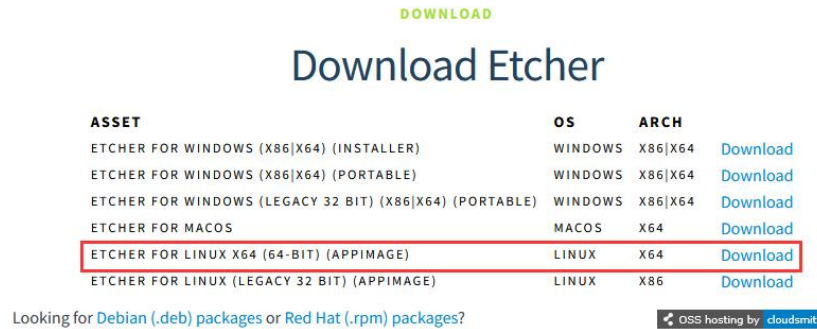 DOWNLOAD
Download Etcher
ASSET OS ARCH
ETCHER FOR WINDOWS (X86|X64) (INSTALLER) WINDOWS X86|X64 Download
ETCHER FOR WINDOWS (X86|X64) (PORTABLE) WINDOWS X86|X64 Download
ETCHER FOR WINDOWS (LEGACY 32 BIT) (X86|X64) (PORTABLE) WINDOWS X86|X64 Download
ETCHER FOR MACOS MACOS X64 Download
ETCHER FOR LINUX X64 (64-BIT) (APPIMAGE) LINUX X64 Download
ETCHER FOR LINUX (LEGACY 32 BIT) (APPIMAGE) LINUX X86 Download
Looking for Debian (.deb) packages or Red Hat (.rpm) packages? OSS hosting by cloudsmit